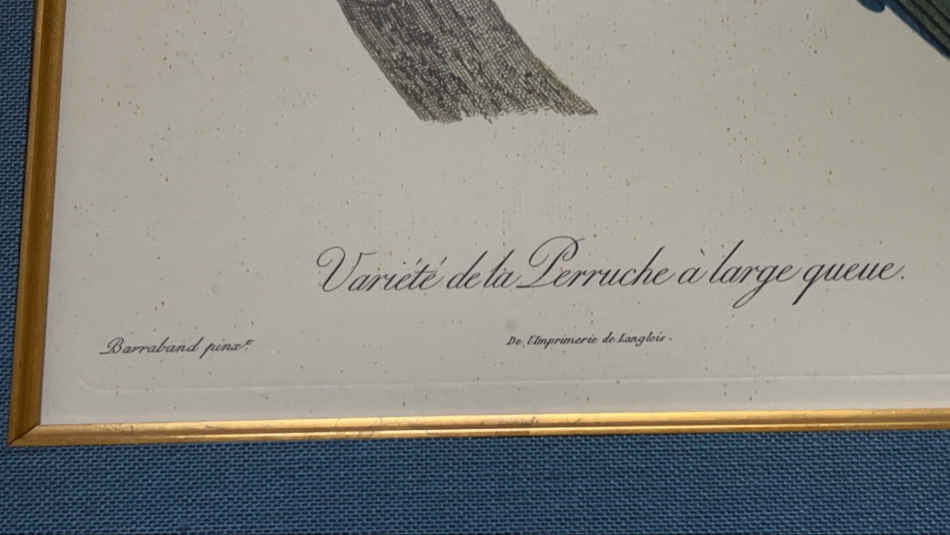 Variété de la Perruche à large queue.
Barraband pinx.t
De l'Imprimerie de Langlois.